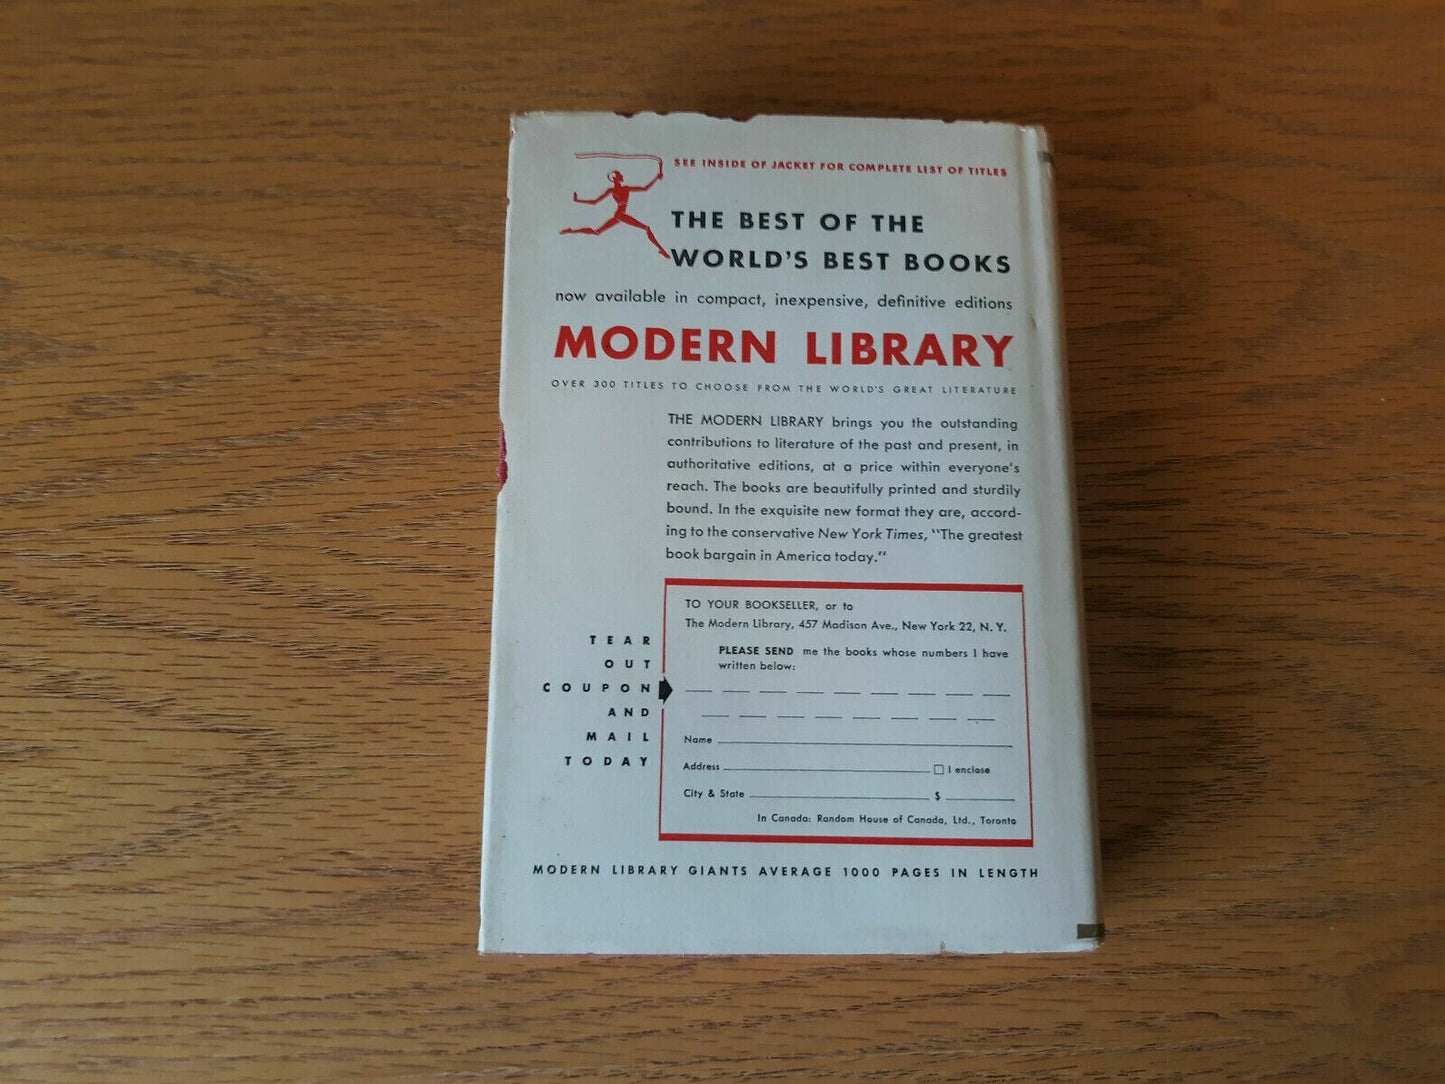 SEE INSIDE OF JACKET FOR COMPLETE LIST OF TITLES
THE BEST OF THE
WORLD'S BEST BOOKS
now available in compact, inexpensive, definitive editions
MODERN LIBRARY
OVER 300 TITLES TO CHOOSE FROM THE WORLD'S GREAT LITERATURE
THE MODERN LIBRARY brings you the outstanding
contributions to literature of the past and present, in
authoritative editions, at a price within everyone's
reach. The books are beautifully printed and sturdily
bound. In the exquisite new format they are, accord-
ing to the conservative New York Times, "The greatest
book bargain in America today."
TEAR
OUT
COUPON
AND
MAIL
TODAY
TO YOUR BOOKSELLER, or to
The Modern Library, 457 Madison Ave., New York 22, N. Y.
PLEASE SEND me the books whose numbers I have
written below:
Name
Address I enclose
City & State $
In Canada: Random House of Canada, Ltd., Toronto
MODERN LIBRARY GIANTS AVERAGE 1000 PAGES IN LENGTH